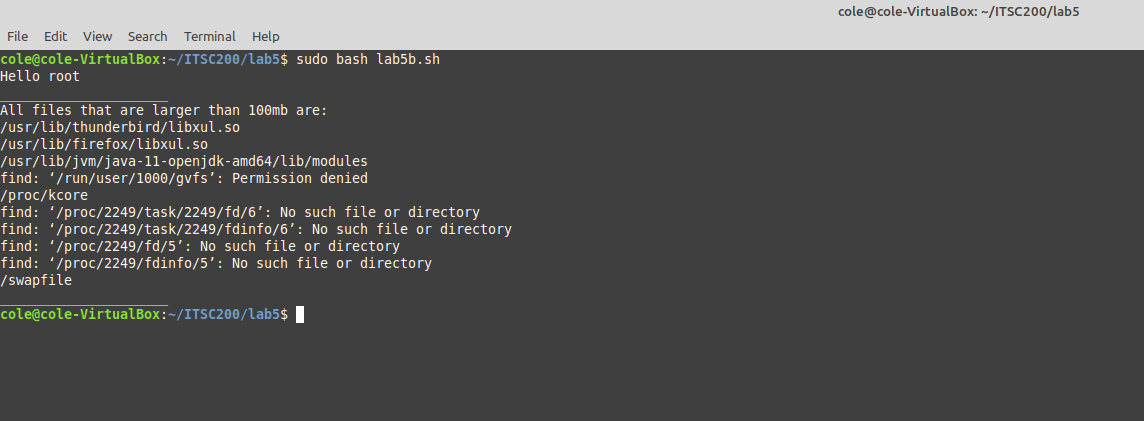 cole@cole-VirtualBox: ~/ITSC200/lab5
File Edit View Search Terminal Help
cole@cole-VirtualBox:~/ITSC200/lab5$ sudo bash lab5b.sh
Hello root
_____________________
All files that are larger than 100mb are:
/usr/lib/thunderbird/libxul.so
/usr/lib/firefox/libxul.so
/usr/lib/jvm/java-11-openjdk-amd64/lib/modules
find: ‘/run/user/1000/gvfs’: Permission denied
/proc/kcore
find: ‘/proc/2249/task/2249/fd/6’: No such file or directory
find: ‘/proc/2249/task/2249/fdinfo/6’: No such file or directory
find: ‘/proc/2249/fd/5’: No such file or directory
find: ‘/proc/2249/fdinfo/5’: No such file or directory
/swapfile
_____________________
cole@cole-VirtualBox:~/ITSC200/lab5$